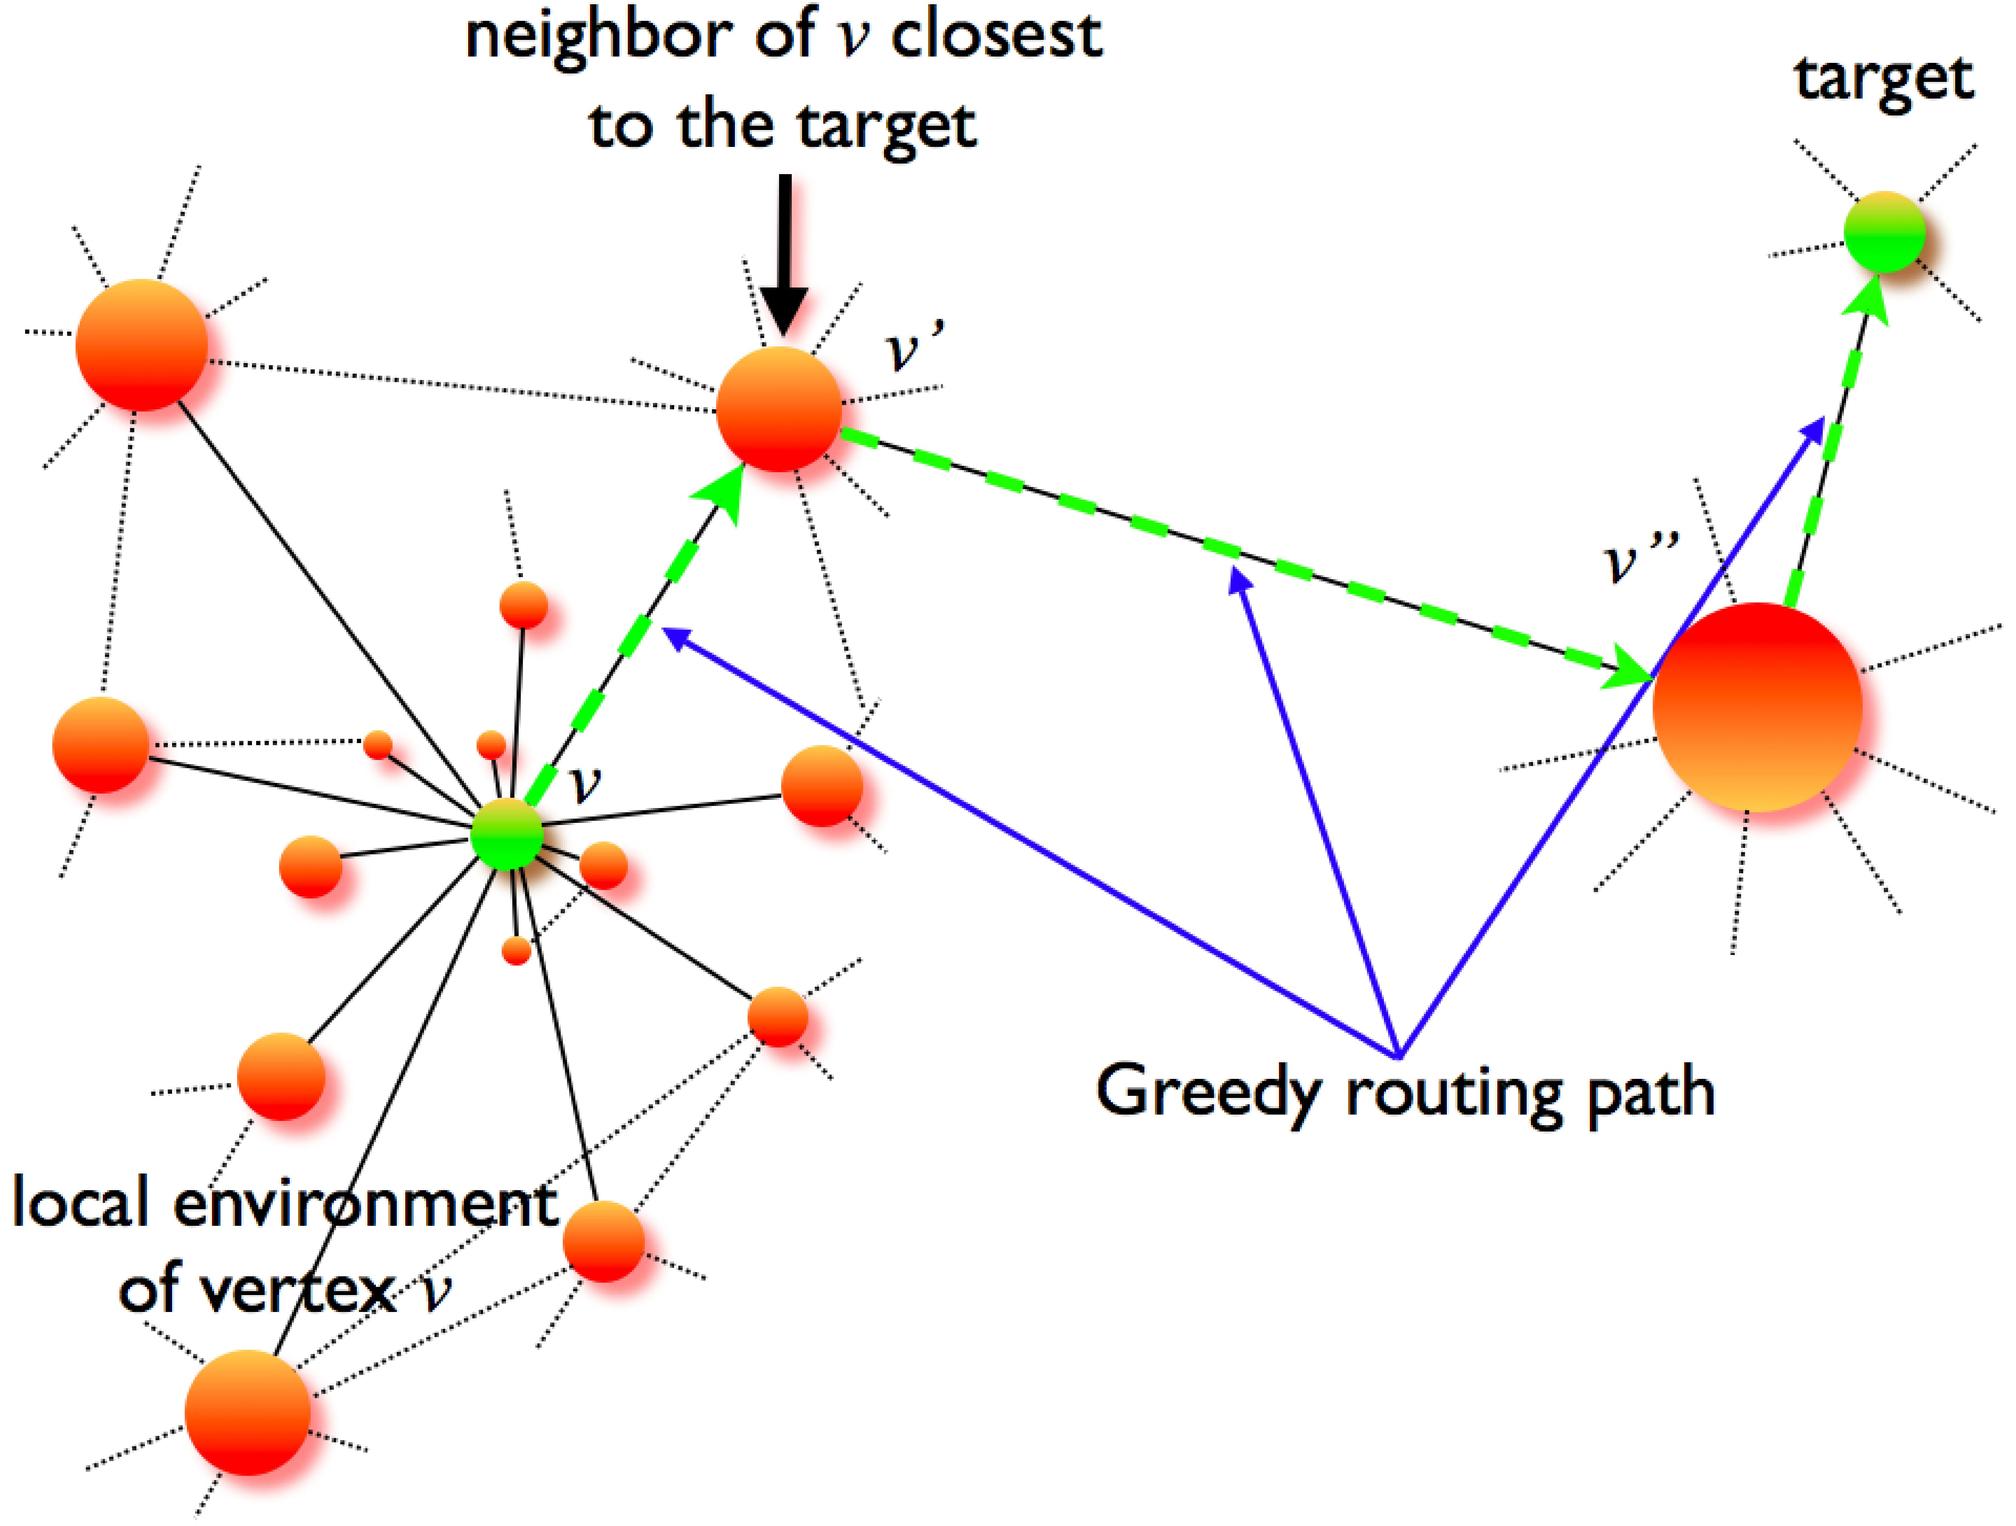 neighbor of v closest
to the target
target
v’
v’’
v
Greedy routing path
local environment
of vertex v